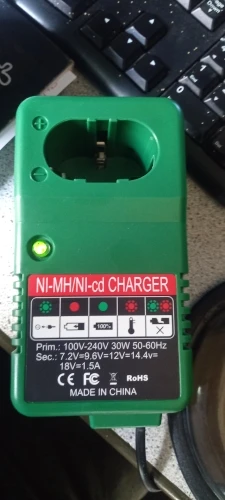 NI-MH/NI-cd CHARGER
100%
Prim.: 100V-240V 30W 50-60Hz
Sec.: 7.2V=9.6V=12V=14.4v=
18V=1.5A
CE FC RoHS
MADE IN CHINA